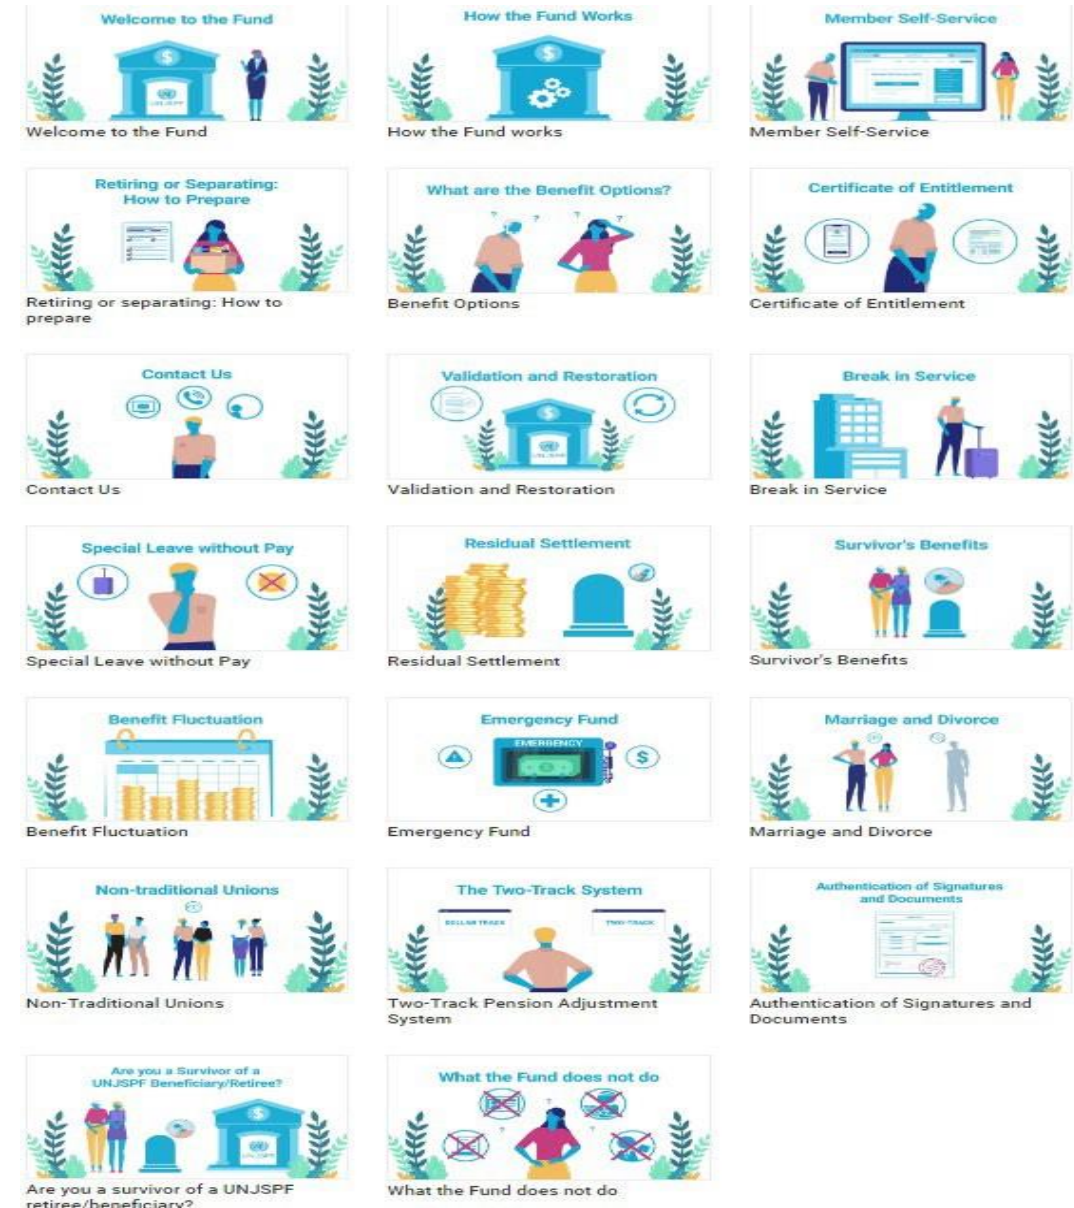 Welcome to the Fund
UNJSPF
Welcome to the Fund
How the Fund Works
How the Fund works
Member Self-Service
Member Self-Service
Retiring or Separating:
How to Prepare
Retiring or separating: How to
prepare
What are the Benefit Options?
Benefit Options
Certificate of Entitlement
Certificate of Entitlement
Contact Us
Contact Us
Validation and Restoration
UNJSPF
Validation and Restoration
Break in Service
Break in Service
Special Leave without Pay
Special Leave without Pay
Residual Settlement
Residual Settlement
Survivor's Benefits
Survivor's Benefits
Benefit Fluctuation
Benefit Fluctuation
Emergency Fund
EMERGENCY
Emergency Fund
Marriage and Divorce
Marriage and Divorce
Non-traditional Unions
Non-Traditional Unions
The Two-Track System
DOLLAR TRACK
TWO-TRACK
Two-Track Pension Adjustment
System
Authentication of Signatures
and Documents
Authentication of Signatures and
Documents
Are you a Survivor of a
UNJSPF Beneficiary/Retiree?
UNJSPF
Are you a survivor of a UNJSPF
retiree/beneficiary?
What the Fund does not do
What the Fund does not do